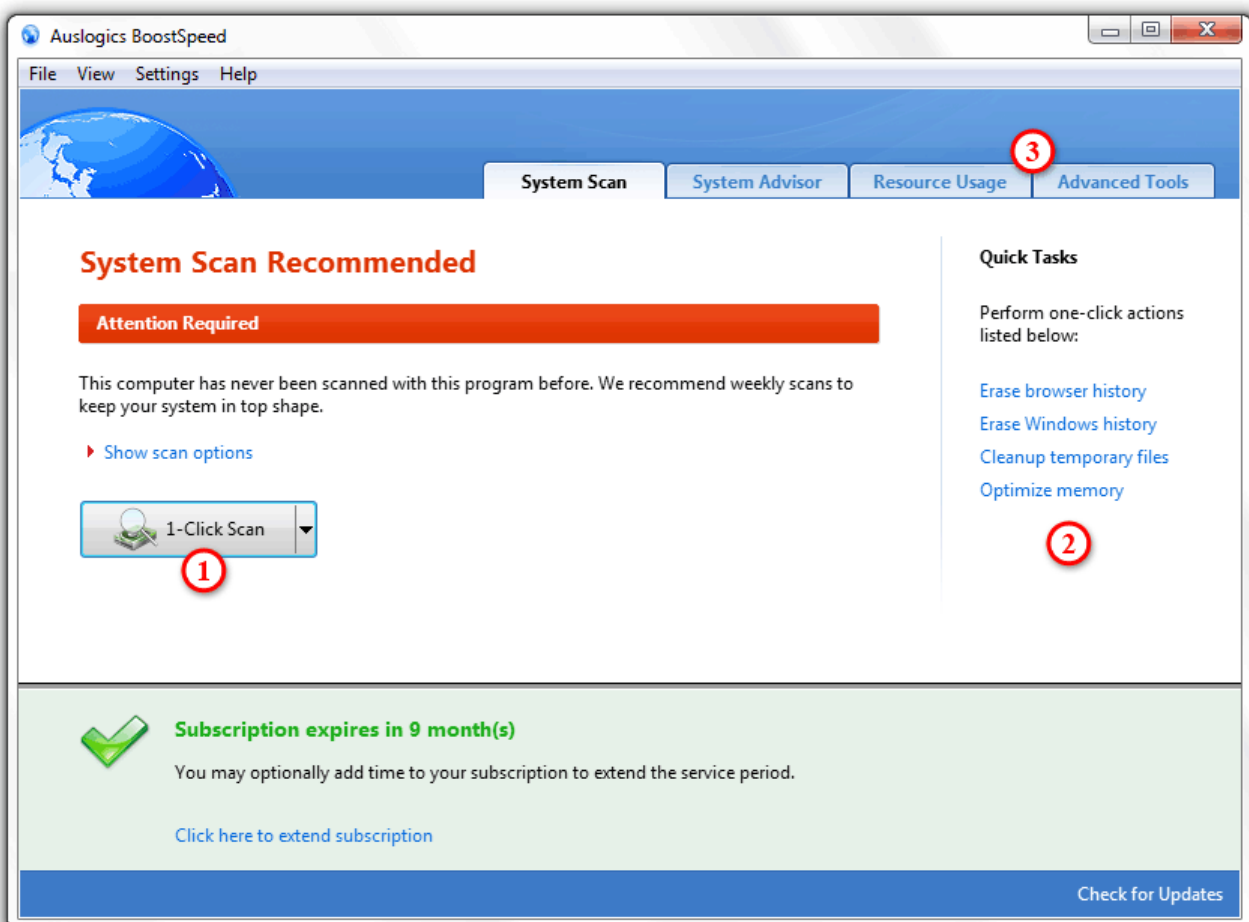 Auslogics BoostSpeed
File View Settings Help
3
System Scan System Advisor Resource Usage Advanced Tools
System Scan Recommended
Attention Required
This computer has never been scanned with this program before. We recommend weekly scans to
keep your system in top shape.
Show scan options
1-Click Scan
1
Quick Tasks
Perform one-click actions
listed below:
Erase browser history
Erase Windows history
Cleanup temporary files
Optimize memory
2
Subscription expires in 9 month(s)
You may optionally add time to your subscription to extend the service period.
Click here to extend subscription
Check for Updates